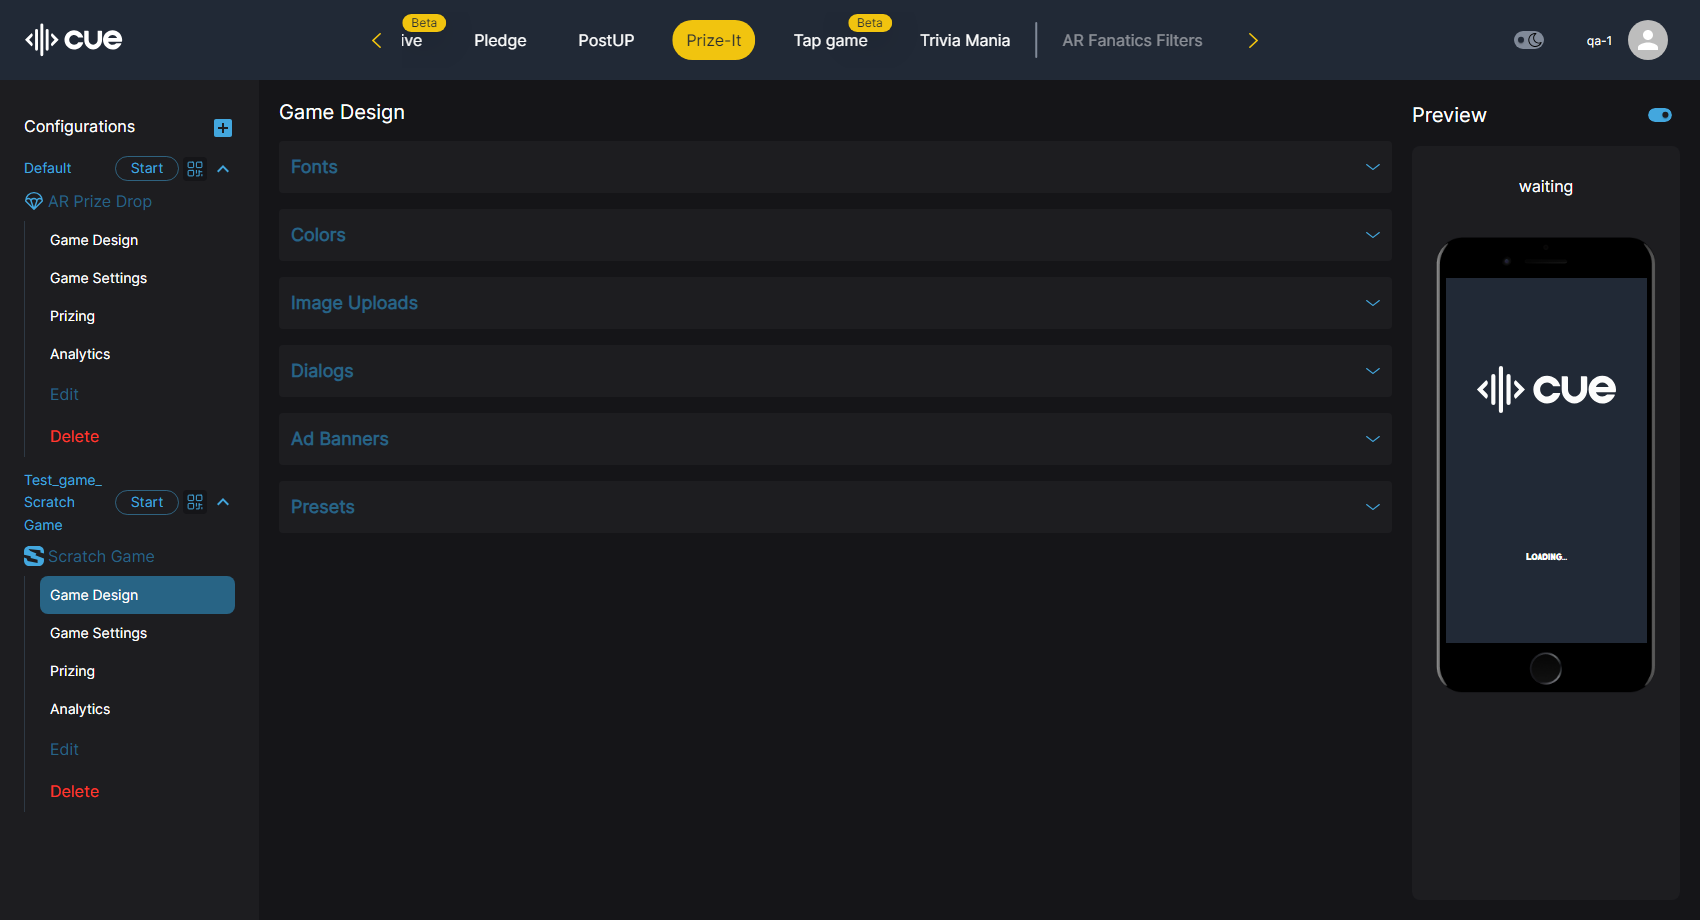 cue
Beta
ive
Pledge
PostUP
Prize-It
Beta
Tap game
Trivia Mania
AR Fanatics Filters
qa-1
Configurations
Default
Start
AR Prize Drop
Game Design
Game Settings
Prizing
Analytics
Edit
Delete
Test_game_
Scratch
Game
Start
Scratch Game
Game Design
Game Settings
Prizing
Analytics
Edit
Delete
Game Design
Fonts
Colors
Image Uploads
Dialogs
Ad Banners
Presets
Preview
waiting
cue
LOADING...